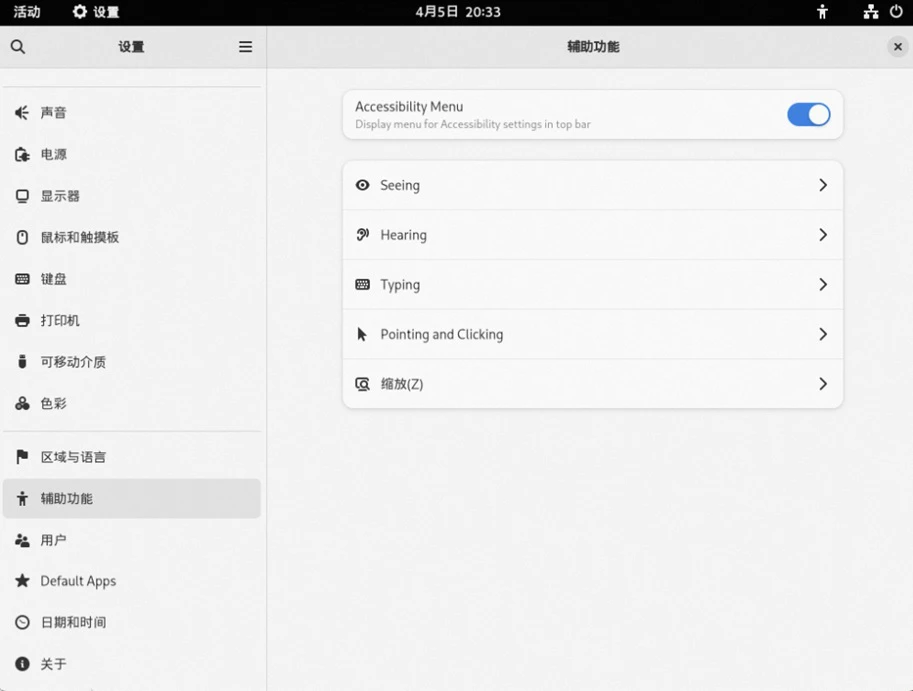 活动 设置 4月5日 20:33
设置 辅助功能
声音
电源
显示器
鼠标和触摸板
键盘
打印机
可移动介质
色彩
区域与语言
辅助功能
用户
Default Apps
日期和时间
关于
Accessibility Menu
Display menu for Accessibility settings in top bar
Seeing
Hearing
Typing
Pointing and Clicking
缩放(Z)